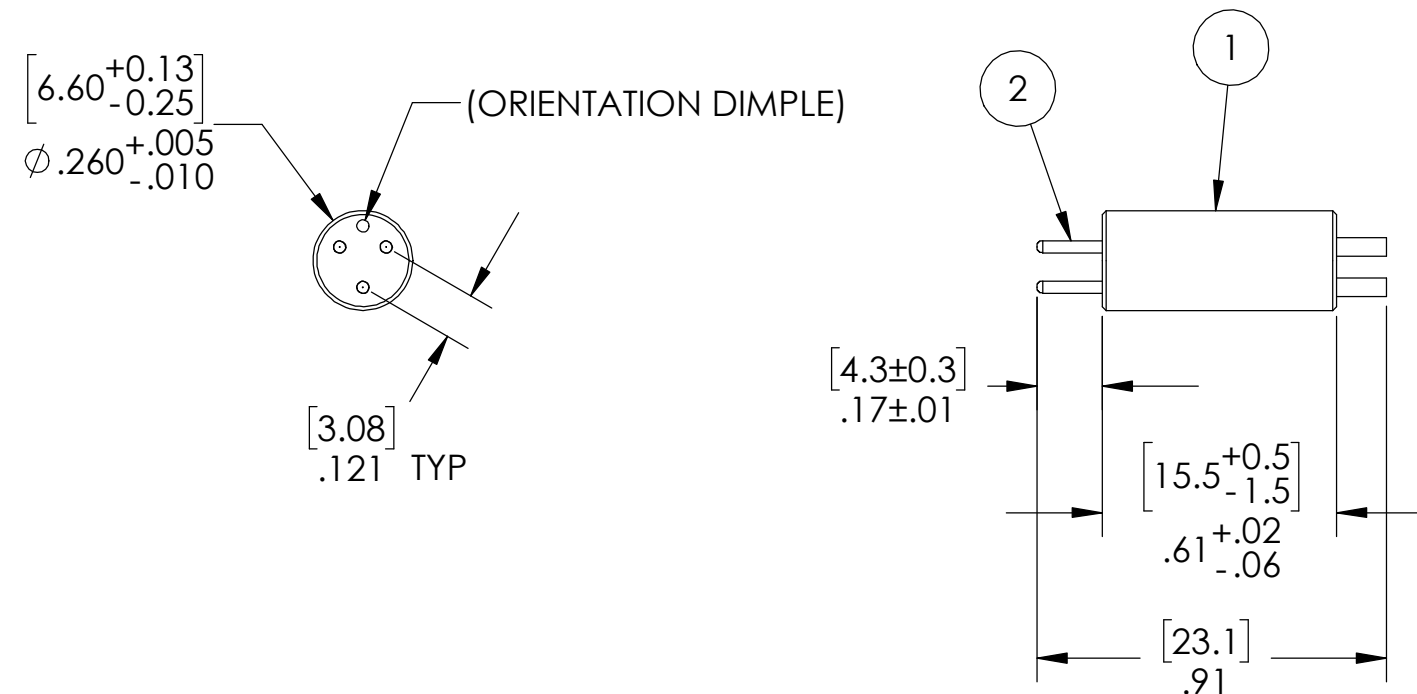 [6.60 +0.13 -0.25]
⌀ .260 +.005 -.010
(ORIENTATION DIMPLE)
[3.08]
.121 TYP
1
2
[4.3±0.3]
.17±.01
[15.5 +0.5 -1.5]
.61 +.02 -.06
[23.1]
.91